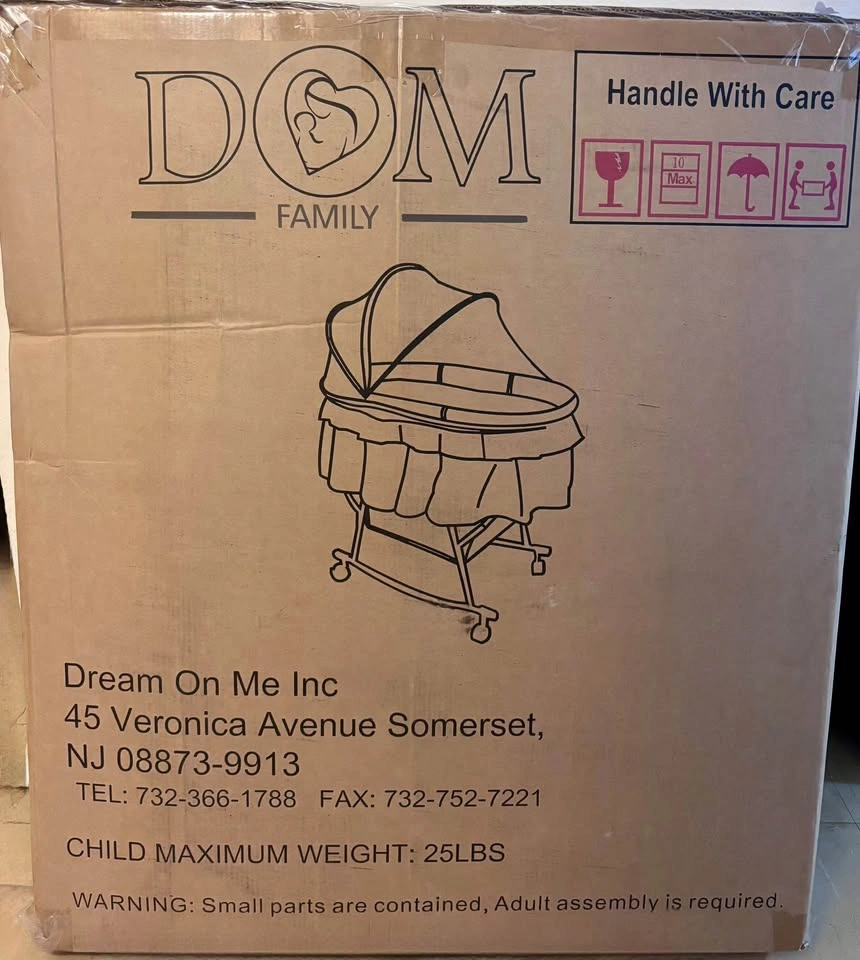 DOM
FAMILY
Handle With Care
10
Max
Dream On Me Inc
45 Veronica Avenue Somerset,
NJ 08873-9913
TEL: 732-366-1788 FAX: 732-752-7221
CHILD MAXIMUM WEIGHT: 25LBS
WARNING: Small parts are contained, Adult assembly is required.